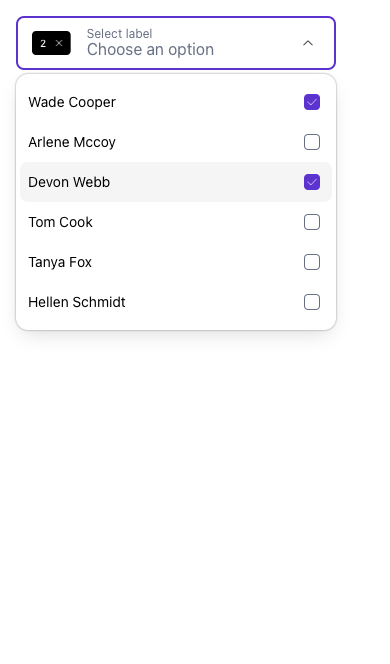 2
Select label
Choose an option
Wade Cooper
Arlene Mccoy
Devon Webb
Tom Cook
Tanya Fox
Hellen Schmidt